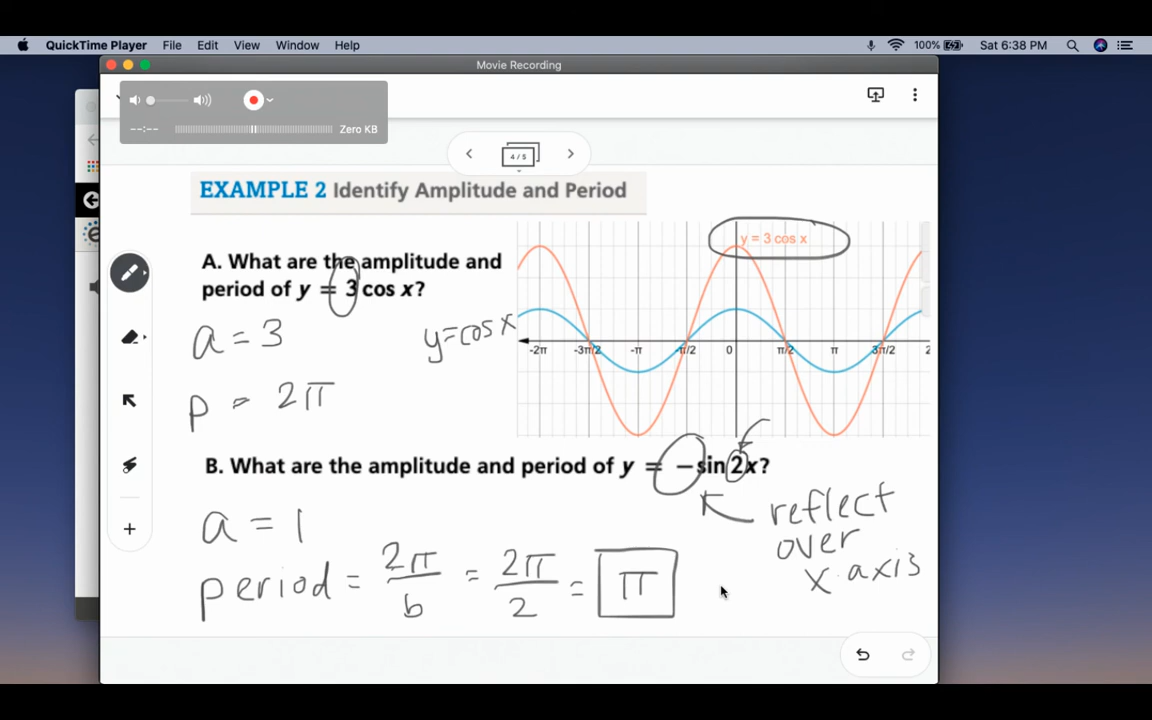 QuickTime Player File Edit View Window Help 100% Sat 6:38 PM
Movie Recording
--:-- Zero KB
4 / 5
EXAMPLE 2 Identify Amplitude and Period
A. What are the amplitude and
period of y = 3 cos x?
a = 3
p = 2π
y=cos x
y = 3 cos x
-2π -3π/2 -π -π/2 0 π/2 π 3π/2 2
B. What are the amplitude and period of y = −sin 2x?
a = 1
period = 2π/b = 2π/2 = π
reflect
over
x-axis